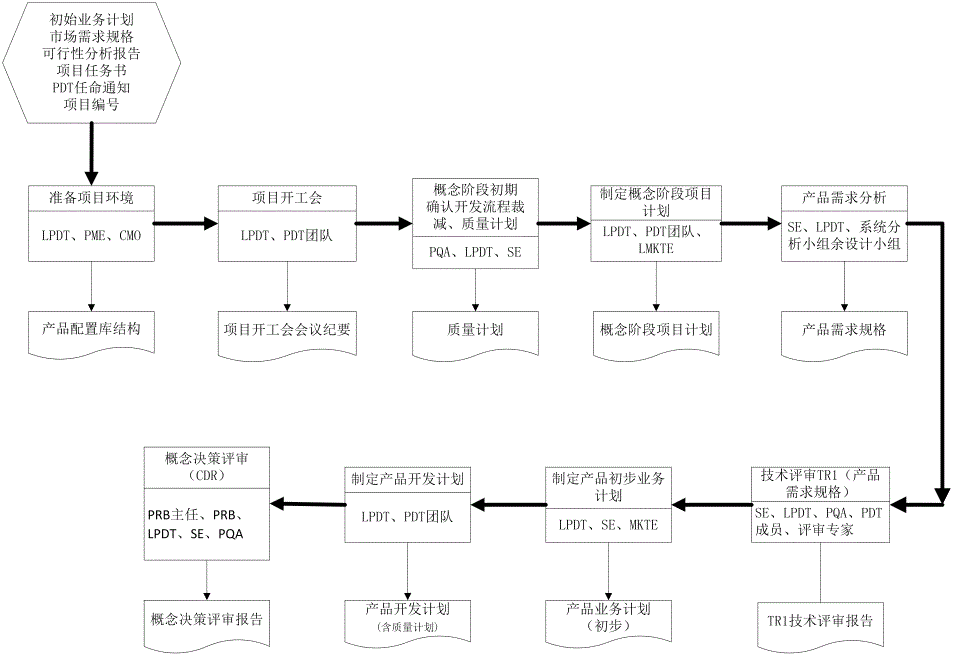 初始业务计划
市场需求规格
可行性分析报告
项目任务书
PDT任命通知
项目编号
准备项目环境
LPDT、PME、CMO
产品配置库结构
项目开工会
LPDT、PDT团队
项目开工会会议纪要
概念阶段初期
确认开发流程裁
减、质量计划
PQA、LPDT、SE
质量计划
制定概念阶段项目
计划
LPDT、PDT团队、
LMKTE
概念阶段项目计划
产品需求分析
SE、LPDT、系统分
析小组余设计小组
产品需求规格
技术评审TR1（产品
需求规格）
SE、LPDT、PQA、PDT
成员、评审专家
TR1技术评审报告
制定产品初步业务
计划
LPDT、SE、MKTE
产品业务计划
（初步）
制定产品开发计划
LPDT、PDT团队
产品开发计划
(含质量计划)
概念决策评审
（CDR）
PRB主任、PRB、
LPDT、SE、PQA
概念决策评审报告